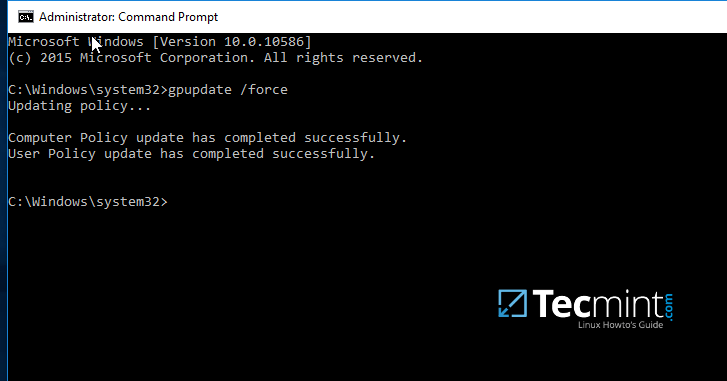 Administrator: Command Prompt
Microsoft Windows [Version 10.0.10586]
(c) 2015 Microsoft Corporation. All rights reserved.
C:\Windows\system32>gpupdate /force
Updating policy...
Computer Policy update has completed successfully.
User Policy update has completed successfully.
C:\Windows\system32>
Tecmint.com
Linux Howto's Guide